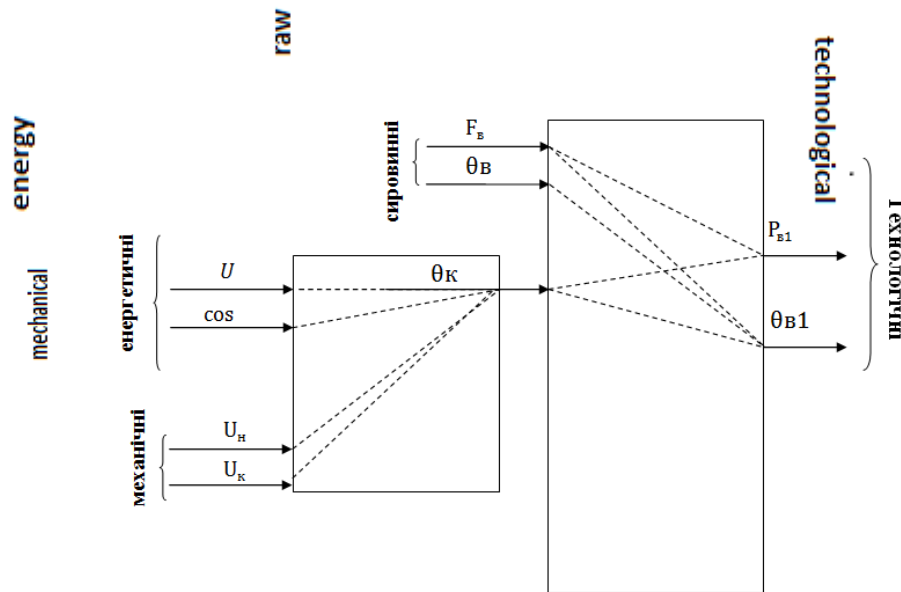 raw
technological
energy
mechanical
сировинні
Fв
θв
енергетичні
U
cos
θк
механічні
Uн
Uк
Pв1
θв1
Технологічні